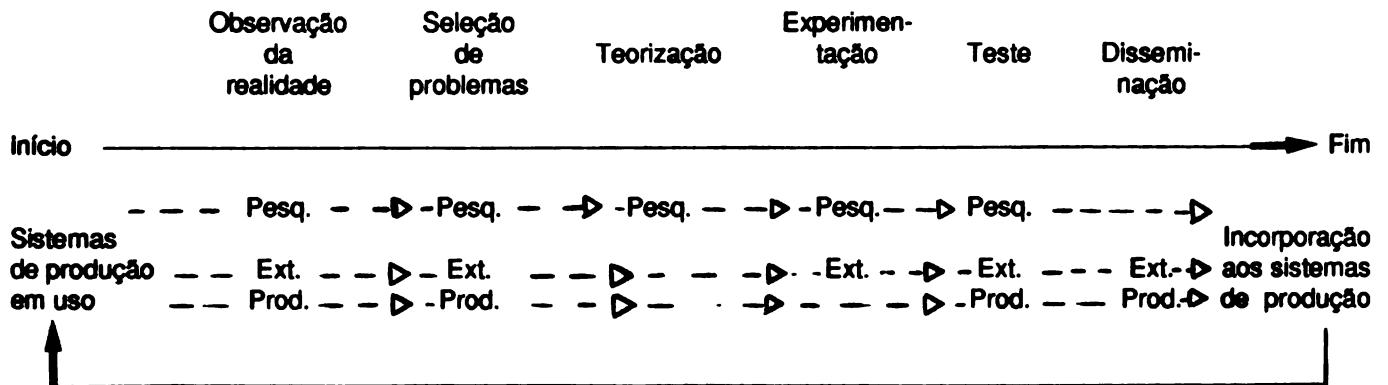 Observação
da
realidade
Seleção
de
problemas
Teorização
Experimen-
tação
Teste
Dissemi-
nação
Início
Fim
Pesq.
Pesq.
Pesq.
Pesq.
Pesq.
Sistemas
de produção
em uso
Ext.
Ext.
Ext.
Ext.
Ext.
Prod.
Prod.
Prod.
Prod.
Incorporação
aos sistemas
de produção